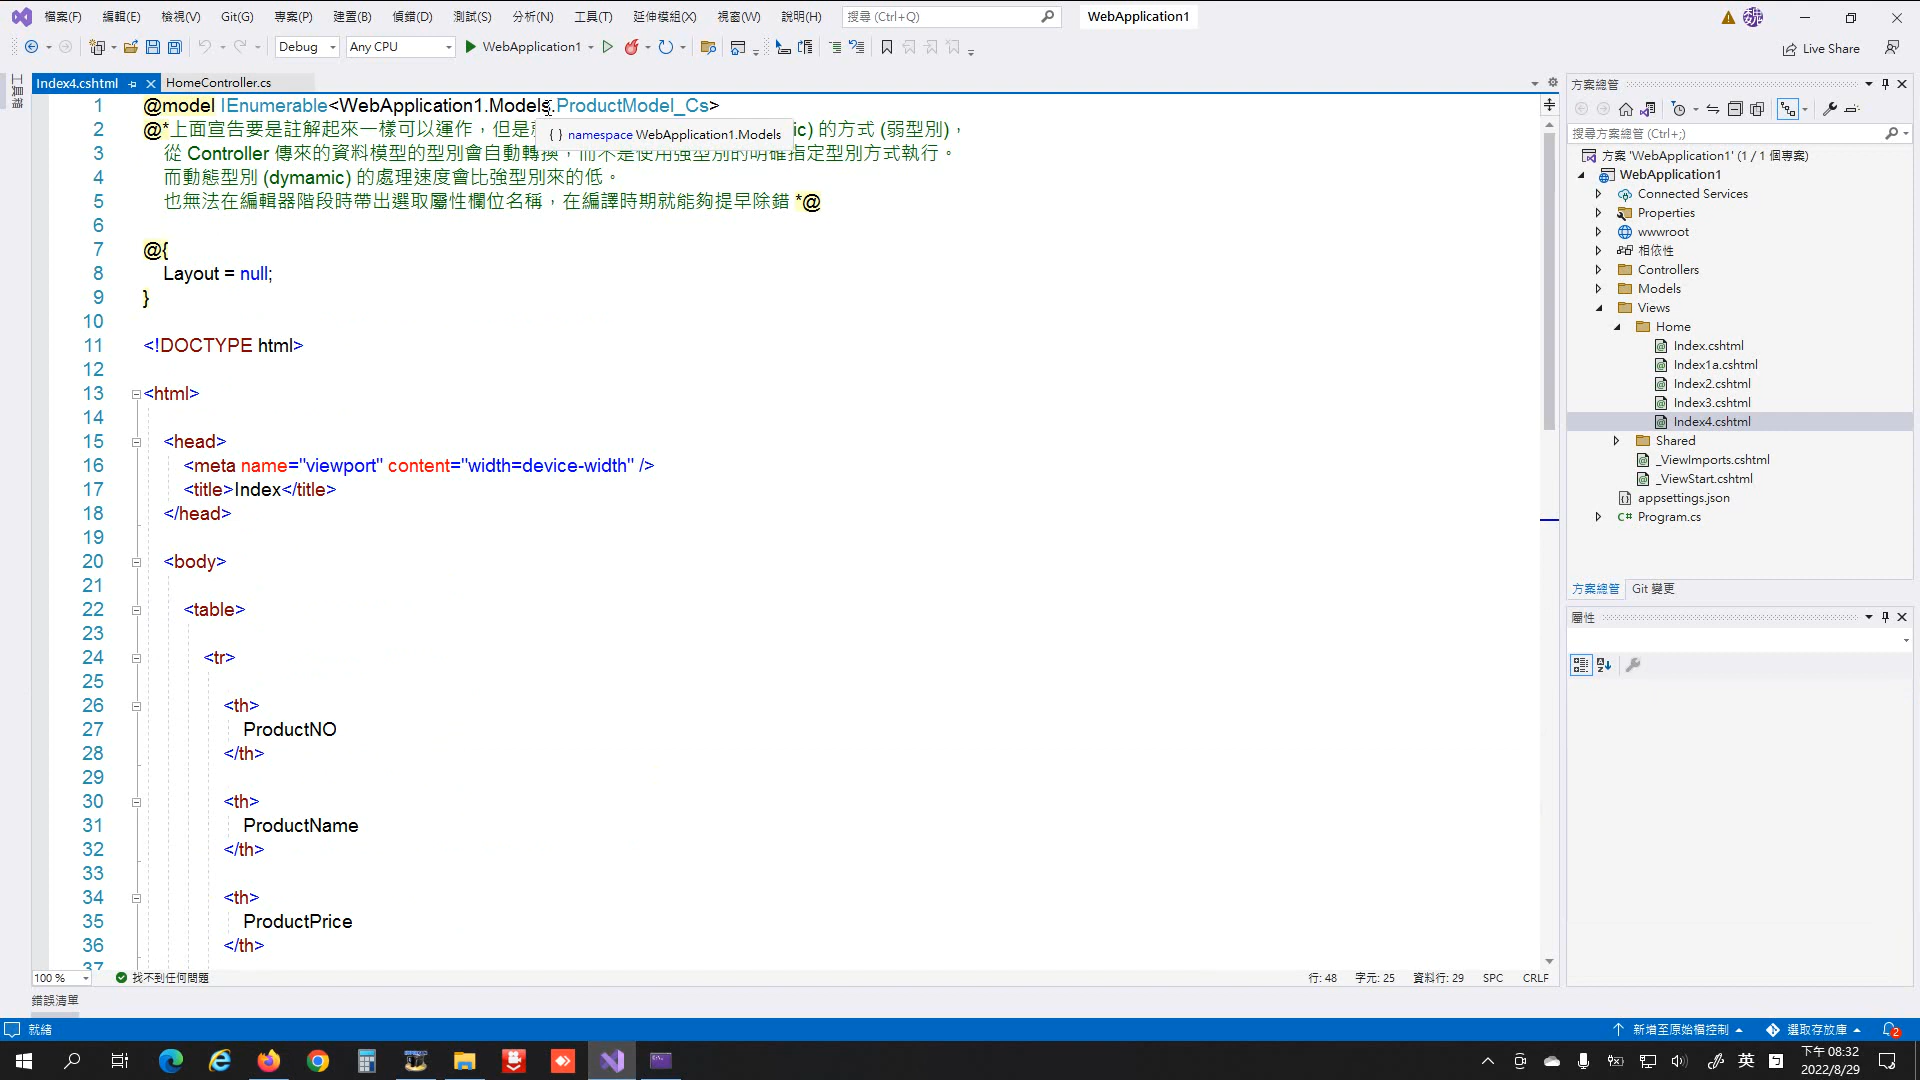 檔案(F) 編輯(E) 檢視(V) Git(G) 專案(P) 建置(B) 偵錯(D) 測試(S) 分析(N) 工具(T) 延伸模組(X) 視窗(W) 說明(H) 搜尋 (Ctrl+Q) WebApplication1
Debug Any CPU WebApplication1 Live Share
工具箱
Index4.cshtml HomeController.cs
1 @model IEnumerable<WebApplication1.Models.ProductModel_Cs>
2 @*上面宣告要是註解起來一樣可以運作，但是 ic) 的方式 (弱型別)，
{ } namespace WebApplication1.Models
3 從 Controller 傳來的資料模型的型別會自動轉換，而不是使用強型別的明確指定型別方式執行。
4 而動態型別 (dymamic) 的處理速度會比強型別來的低。
5 也無法在編輯器階段時帶出選取屬性欄位名稱，在編譯時期就能夠提早除錯 *@
6
7 @{
8 Layout = null;
9 }
10
11 <!DOCTYPE html>
12
13 <html>
14
15 <head>
16 <meta name="viewport" content="width=device-width" />
17 <title>Index</title>
18 </head>
19
20 <body>
21
22 <table>
23
24 <tr>
25
26 <th>
27 ProductNO
28 </th>
29
30 <th>
31 ProductName
32 </th>
33
34 <th>
35 ProductPrice
36 </th>
37
100 % 找不到任何問題 行: 48 字元: 25 資料行: 29 SPC CRLF
錯誤清單
方案總管
搜尋方案總管 (Ctrl+;)
方案 'WebApplication1' (1 / 1 個專案)
WebApplication1
Connected Services
Properties
wwwroot
相依性
Controllers
Models
Views
Home
Index.cshtml
Index1a.cshtml
Index2.cshtml
Index3.cshtml
Index4.cshtml
Shared
_ViewImports.cshtml
_ViewStart.cshtml
appsettings.json
C# Program.cs
方案總管 Git 變更
屬性
就緒 新增至原始檔控制 選取存放庫 2
英 下午 08:32
2022/8/29